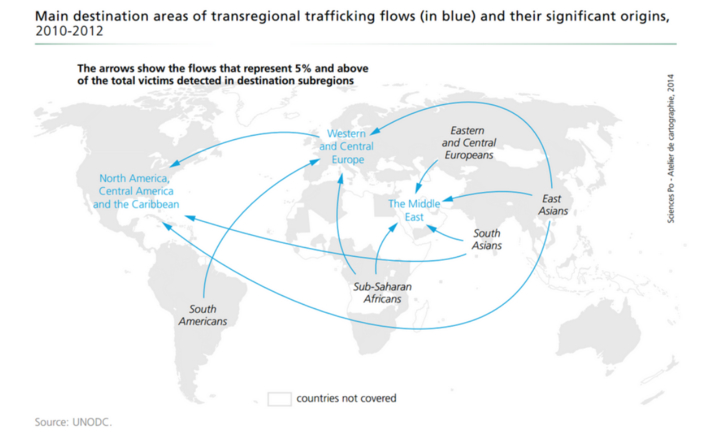 Main destination areas of transregional trafficking flows (in blue) and their significant origins,
2010-2012
The arrows show the flows that represent 5% and above
of the total victims detected in destination subregions
Western
and Central
Europe
Eastern
and Central
Europeans
North America,
Central America
and the Caribbean
The Middle
East
East
Asians
South
Asians
Sub-Saharan
Africans
South
Americans
countries not covered
Sciences Po - Atelier de cartographie, 2014
Source: UNODC.